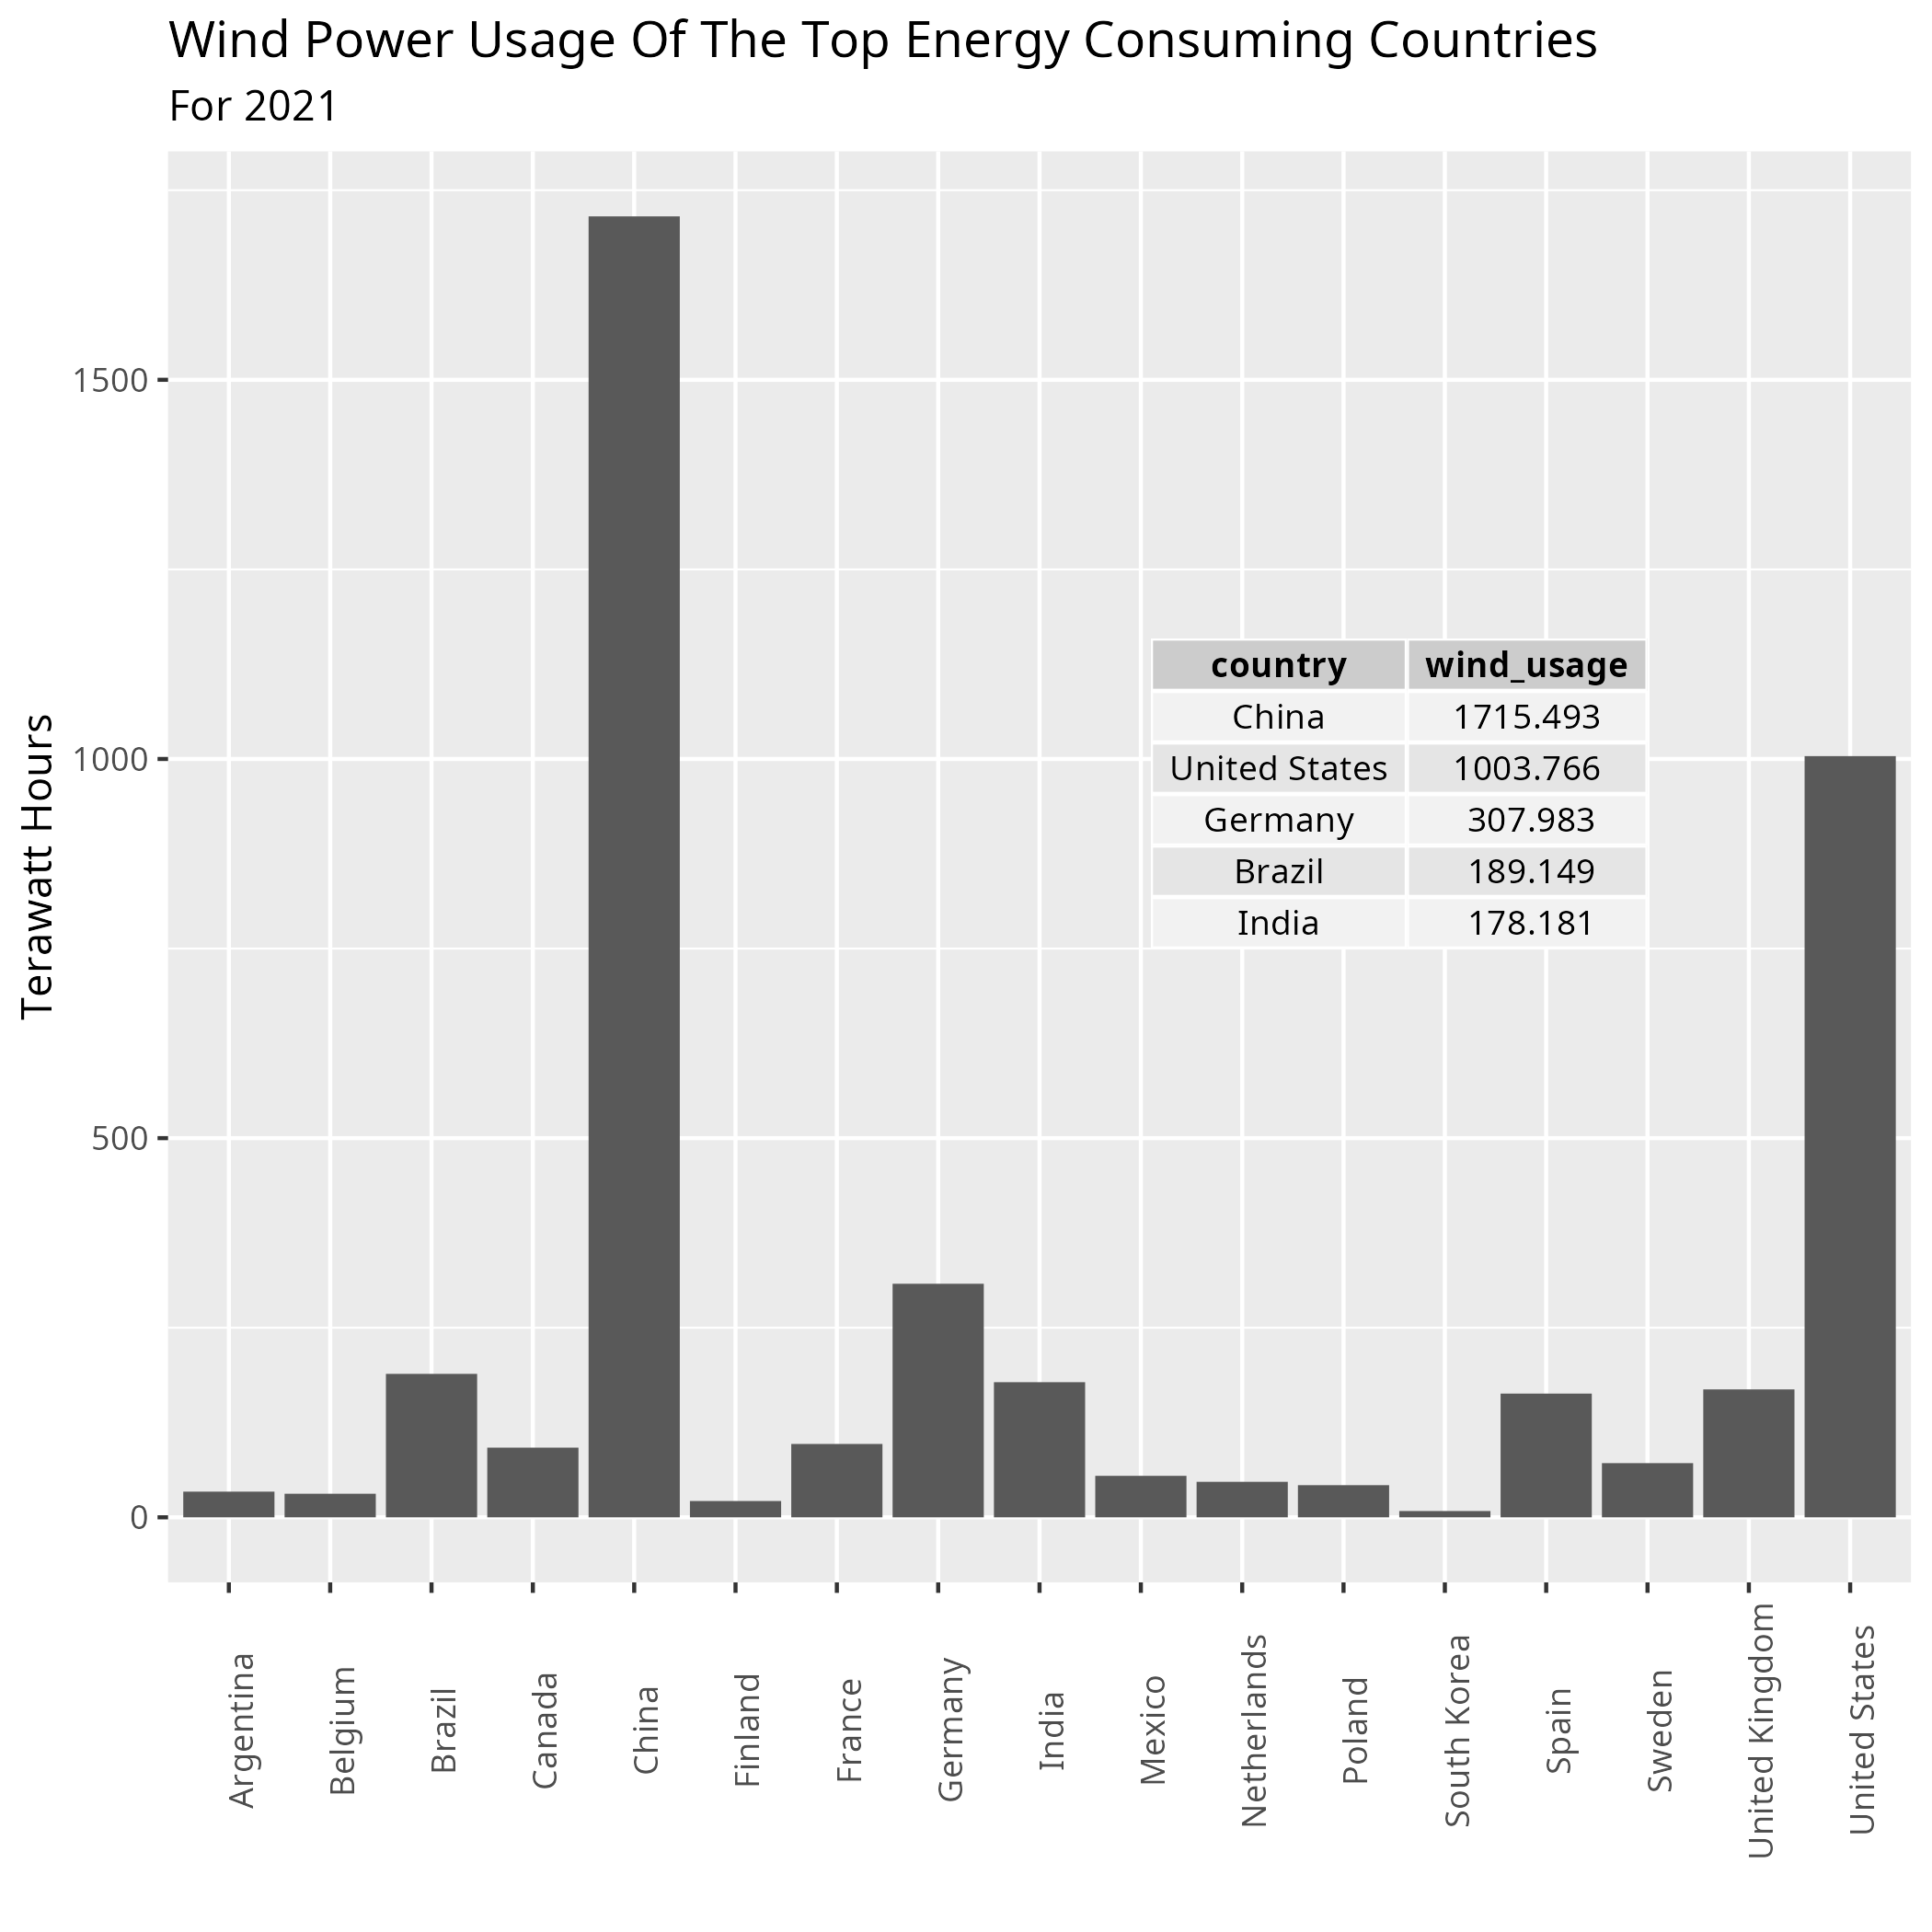 Wind Power Usage Of The Top Energy Consuming Countries
For 2021
Terawatt Hours
1500
1000
500
0
country wind_usage
China 1715.493
United States 1003.766
Germany 307.983
Brazil 189.149
India 178.181
Argentina
Belgium
Brazil
Canada
China
Finland
France
Germany
India
Mexico
Netherlands
Poland
South Korea
Spain
Sweden
United Kingdom
United States